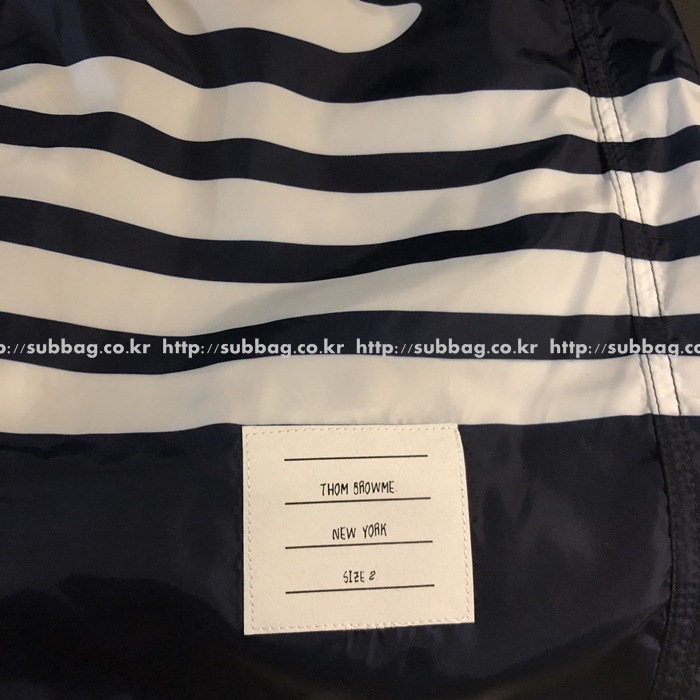 p://subbag.co.kr http://subbag.co.kr http://subbag.co.kr http://subbag.co
THOM BROWME.
NEW YORK
SIZE 2